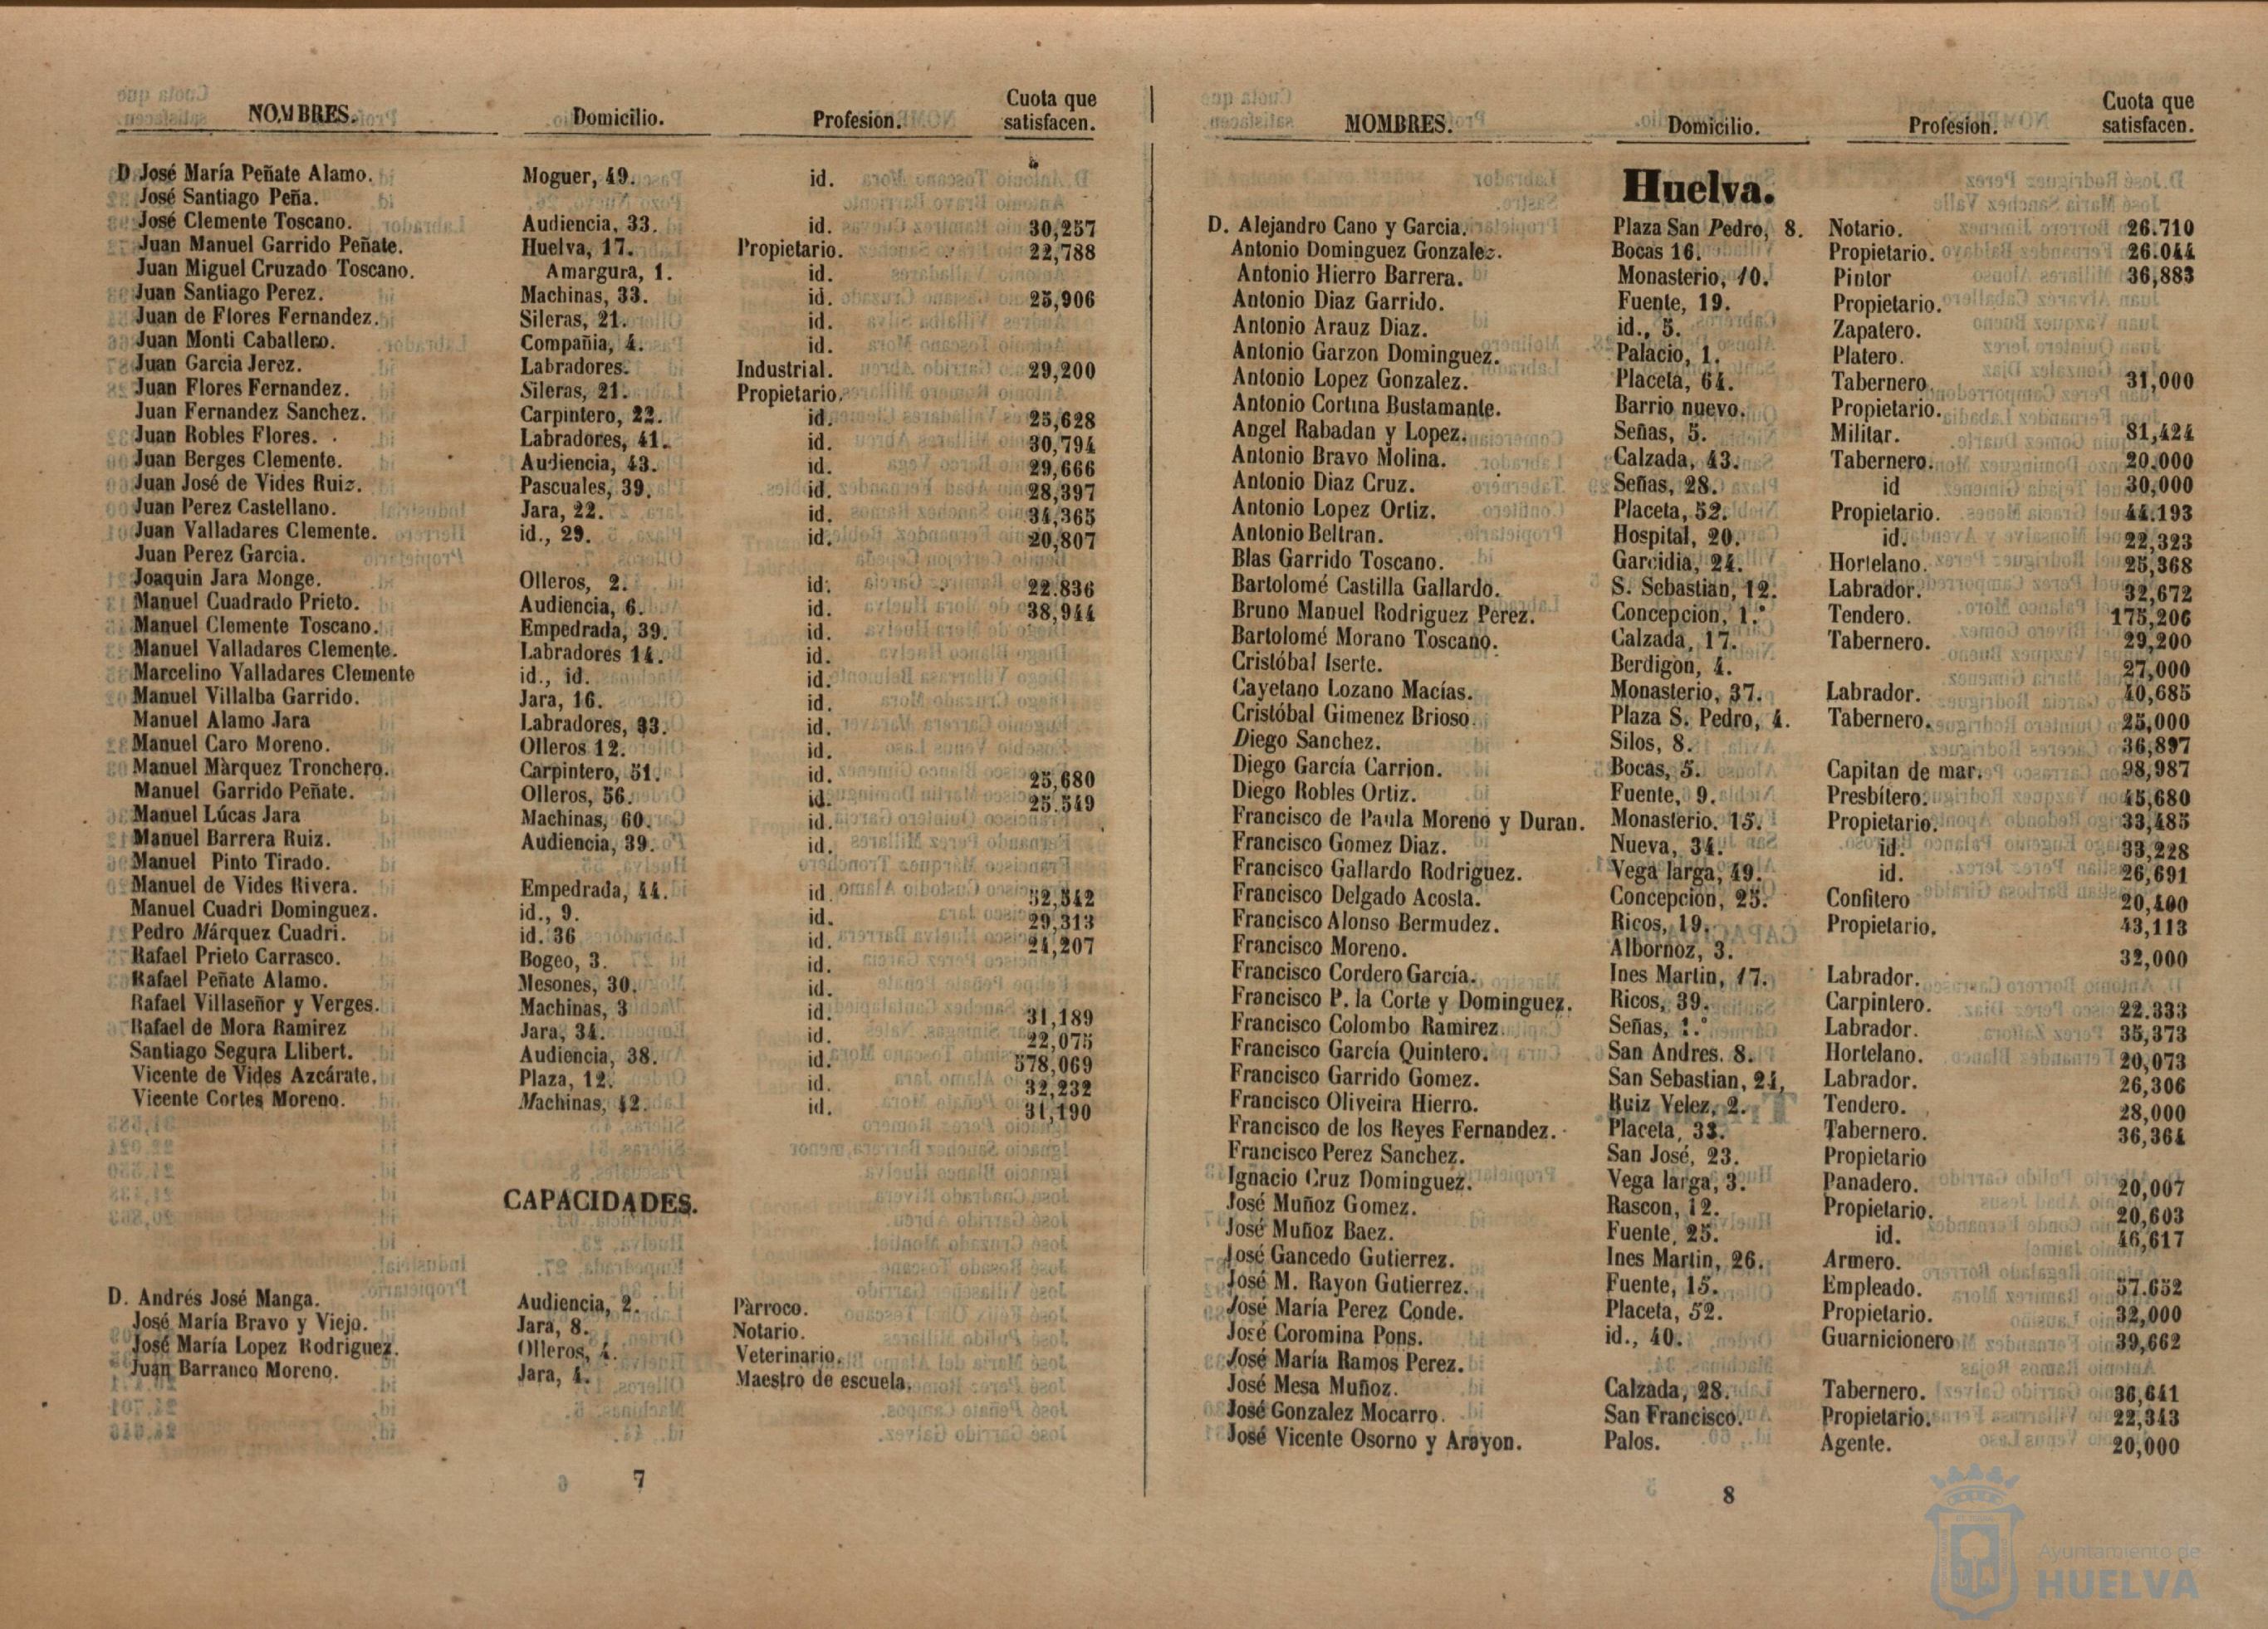 NOMBRES. Domicilio. Profesion. Cuota que satisfacen.
D. José María Peñate Alamo. Moguer, 49. id.
José Santiago Peña.
José Clemente Toscano. Audiencia, 33. id. 30,257
Juan Manuel Garrido Peñate. Huelva, 17. Propietario. 22,788
Juan Miguel Cruzado Toscano. Amargura, 1. id.
Juan Santiago Perez. Machinas, 33. id. 25,906
Juan de Flores Fernandez. Sileras, 21. id.
Juan Monti Caballero. Compañia, 4. id.
Juan Garcia Jerez. Labradores. Industrial. 29,200
Juan Flores Fernandez. Sileras, 21. Propietario.
Juan Fernandez Sanchez. Carpintero, 22. id. 25,628
Juan Robles Flores. Labradores, 41. id. 30,794
Juan Berges Clemente. Audiencia, 43. id. 29,666
Juan José de Vides Ruiz. Pascuales, 39. id. 28,397
Juan Perez Castellano. Jara, 22. id. 34,365
Juan Valladares Clemente. id., 29. id. 20,807
Juan Perez Garcia.
Joaquin Jara Monge. Olleros, 2. id. 22.836
Manuel Cuadrado Prieto. Audiencia, 6. id. 38,944
Manuel Clemente Toscano. Empedrada, 39. id.
Manuel Valladares Clemente. Labradores 14. id.
Marcelino Valladares Clemente id., id. id.
Manuel Villalba Garrido. Jara, 16. id.
Manuel Alamo Jara Labradores, 33. id.
Manuel Caro Moreno. Olleros 12. id.
Manuel Màrquez Tronchero. Carpintero, 51. id. 25,680
Manuel Garrido Peñate. Olleros, 56. id. 25.549
Manuel Lúcas Jara Machinas, 60. id.
Manuel Barrera Ruiz. Audiencia, 39. id.
Manuel Pinto Tirado.
Manuel de Vides Rivera. Empedrada, 44. id. 52,542
Manuel Cuadri Dominguez. id., 9. id. 29,313
Pedro Márquez Cuadri. id. 36 id. 24,207
Rafael Prieto Carrasco. Bogeo, 3. id.
Rafael Peñate Alamo. Mesones, 30. id.
Rafael Villaseñor y Verges. Machinas, 3 id. 31,189
Rafael de Mora Ramirez Jara, 34. id. 22,075
Santiago Segura Llibert. Audiencia, 38. id. 578,069
Vicente de Vides Azcárate. Plaza, 12. id. 32,232
Vicente Cortes Moreno. Machinas, 42. id. 31,190
CAPACIDADES.
D. Andrés José Manga. Audiencia, 2. Pàrroco.
José María Bravo y Viejo. Jara, 8. Notario.
José María Lopez Rodriguez. Olleros, 4. Veterinario.
Juan Barranco Moreno. Jara, 4. Maestro de escuela.
7
MOMBRES. Domicilio. Profesion. Cuota que satisfacen.
Huelva.
D. Alejandro Cano y Garcia. Plaza San Pedro, 8. Notario. 26.710
Antonio Dominguez Gonzalez. Bocas 16. Propietario. 26.044
Antonio Hierro Barrera. Monasterio, 10. Pintor 36,883
Antonio Diaz Garrido. Fuente, 19. Propietario.
Antonio Arauz Diaz. id., 5. Zapatero.
Antonio Garzon Dominguez. Palacio, 1. Platero.
Antonio Lopez Gonzalez. Placeta, 64. Tabernero. 31,000
Antonio Cortina Bustamante. Barrio nuevo. Propietario.
Angel Rabadan y Lopez. Señas, 5. Militar. 81,424
Antonio Bravo Molina. Calzada, 43. Tabernero. 20.000
Antonio Diaz Cruz. Señas, 28. id 30,000
Antonio Lopez Ortiz. Placeta, 52. Propietario. 44.193
Antonio Beltran. Hospital, 20. id. 22,323
Blas Garrido Toscano. Garcidia, 24. Hortelano. 25,368
Bartolomé Castilla Gallardo. S. Sebastian, 12. Labrador. 32,672
Bruno Manuel Rodriguez Perez. Concepcion, 1.° Tendero. 175,206
Bartolomé Morano Toscano. Calzada, 17. Tabernero. 29,200
Cristóbal Iserte. Berdigon, 4. 27,000
Cayetano Lozano Macías. Monasterio, 37. Labrador. 40,685
Cristóbal Gimenez Brioso. Plaza S. Pedro, 4. Tabernero. 25,000
Diego Sanchez. Silos, 8. 36,897
Diego García Carrion. Bocas, 5. Capitan de mar. 98,987
Diego Robles Ortiz. Fuente, 9. Presbítero. 45,680
Francisco de Paula Moreno y Duran. Monasterio. 15. Propietario. 33,485
Francisco Gomez Diaz. Nueva, 34. id. 33,228
Francisco Gallardo Rodriguez. Vega larga, 49. id. 26,691
Francisco Delgado Acosta. Concepcion, 25. Confitero 20,400
Francisco Alonso Bermudez. Ricos, 19. Propietario. 43,113
Francisco Moreno. Albornoz, 3. 32,000
Francisco Cordero García. Ines Martin, 17. Labrador.
Francisco P. la Corte y Dominguez. Ricos, 39. Carpintero. 22.333
Francisco Colombo Ramirez. Señas, 1.° Labrador. 35,373
Francisco García Quintero. San Andres. 8. Hortelano. 20,073
Francisco Garrido Gomez. San Sebastian, 24, Labrador. 26,306
Francisco Oliveira Hierro. Ruiz Velez, 2. Tendero. 28,000
Francisco de los Reyes Fernandez. Placeta, 33. Tabernero. 36,364
Francisco Perez Sanchez. San José, 23. Propietario
Ignacio Cruz Dominguez. Vega larga, 3. Panadero. 20,007
José Muñoz Gomez. Rascon, 12. Propietario. 20,603
José Muñoz Baez. Fuente, 25. id. 46,617
José Gancedo Gutierrez. Ines Martin, 26. Armero.
José M. Rayon Gutierrez. Fuente, 15. Empleado. 57.652
José María Perez Conde. Placeta, 52. Propietario. 32,000
José Coromina Pons. id., 40. Guarnicionero 39,662
José María Ramos Perez.
José Mesa Muñoz. Calzada, 28. Tabernero. 36,641
José Gonzalez Mocarro. San Francisco. Propietario. 22,343
José Vicente Osorno y Arayon. Palos. Agente. 20,000
8
Ayuntamiento de
HUELVA